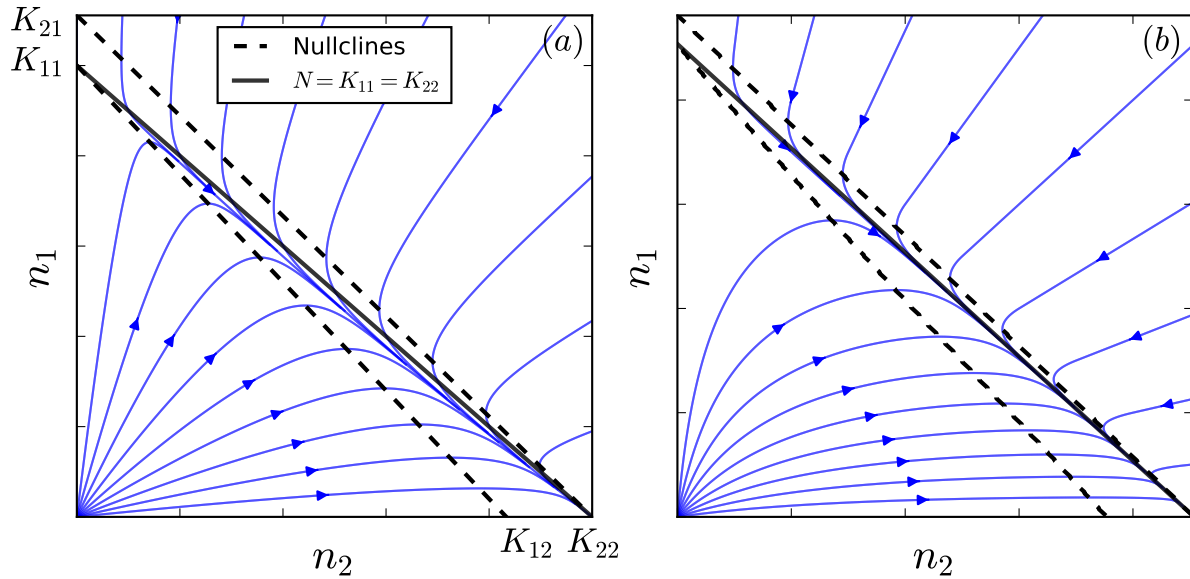 K₂₁
K₁₁
Nullclines
N = K₁₁ = K₂₂
(a)
n₁
K₁₂
K₂₂
n₂
(b)
n₁
n₂